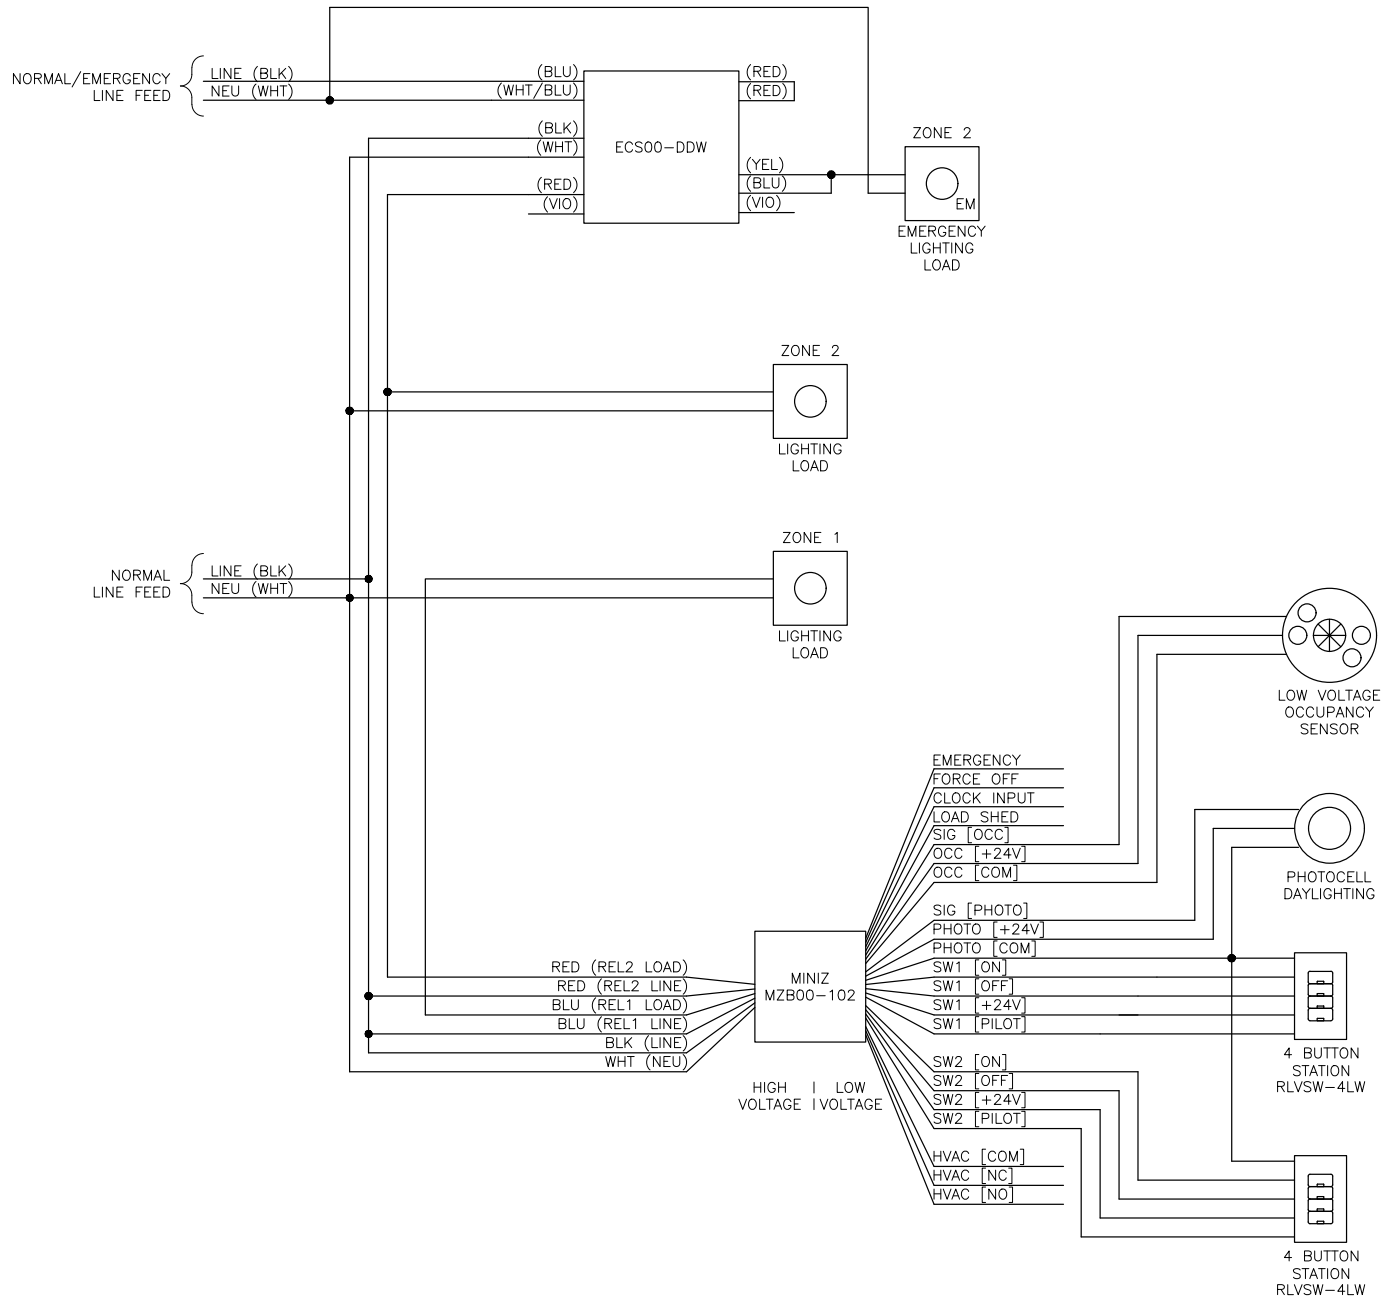 NORMAL/EMERGENCY
LINE FEED
LINE (BLK)
NEU (WHT)
(BLU)
(WHT/BLU)
(BLK)
(WHT)
(RED)
(VIO)
ECS00-DDW
(RED)
(RED)
(YEL)
(BLU)
(VIO)
ZONE 2
EM
EMERGENCY
LIGHTING
LOAD
ZONE 2
LIGHTING
LOAD
ZONE 1
LIGHTING
LOAD
NORMAL
LINE FEED
LINE (BLK)
NEU (WHT)
LOW VOLTAGE
OCCUPANCY
SENSOR
EMERGENCY
FORCE OFF
CLOCK INPUT
LOAD SHED
SIG [OCC]
OCC [+24V]
OCC [COM]
SIG [PHOTO]
PHOTO [+24V]
PHOTO [COM]
SW1 [ON]
SW1 [OFF]
SW1 [+24V]
SW1 [PILOT]
SW2 [ON]
SW2 [OFF]
SW2 [+24V]
SW2 [PILOT]
HVAC [COM]
HVAC [NC]
HVAC [NO]
PHOTOCELL
DAYLIGHTING
RED (REL2 LOAD)
RED (REL2 LINE)
BLU (REL1 LOAD)
BLU (REL1 LINE)
BLK (LINE)
WHT (NEU)
MINIZ
MZB00-102
HIGH | LOW
VOLTAGE | VOLTAGE
4 BUTTON
STATION
RLVSW-4LW
4 BUTTON
STATION
RLVSW-4LW